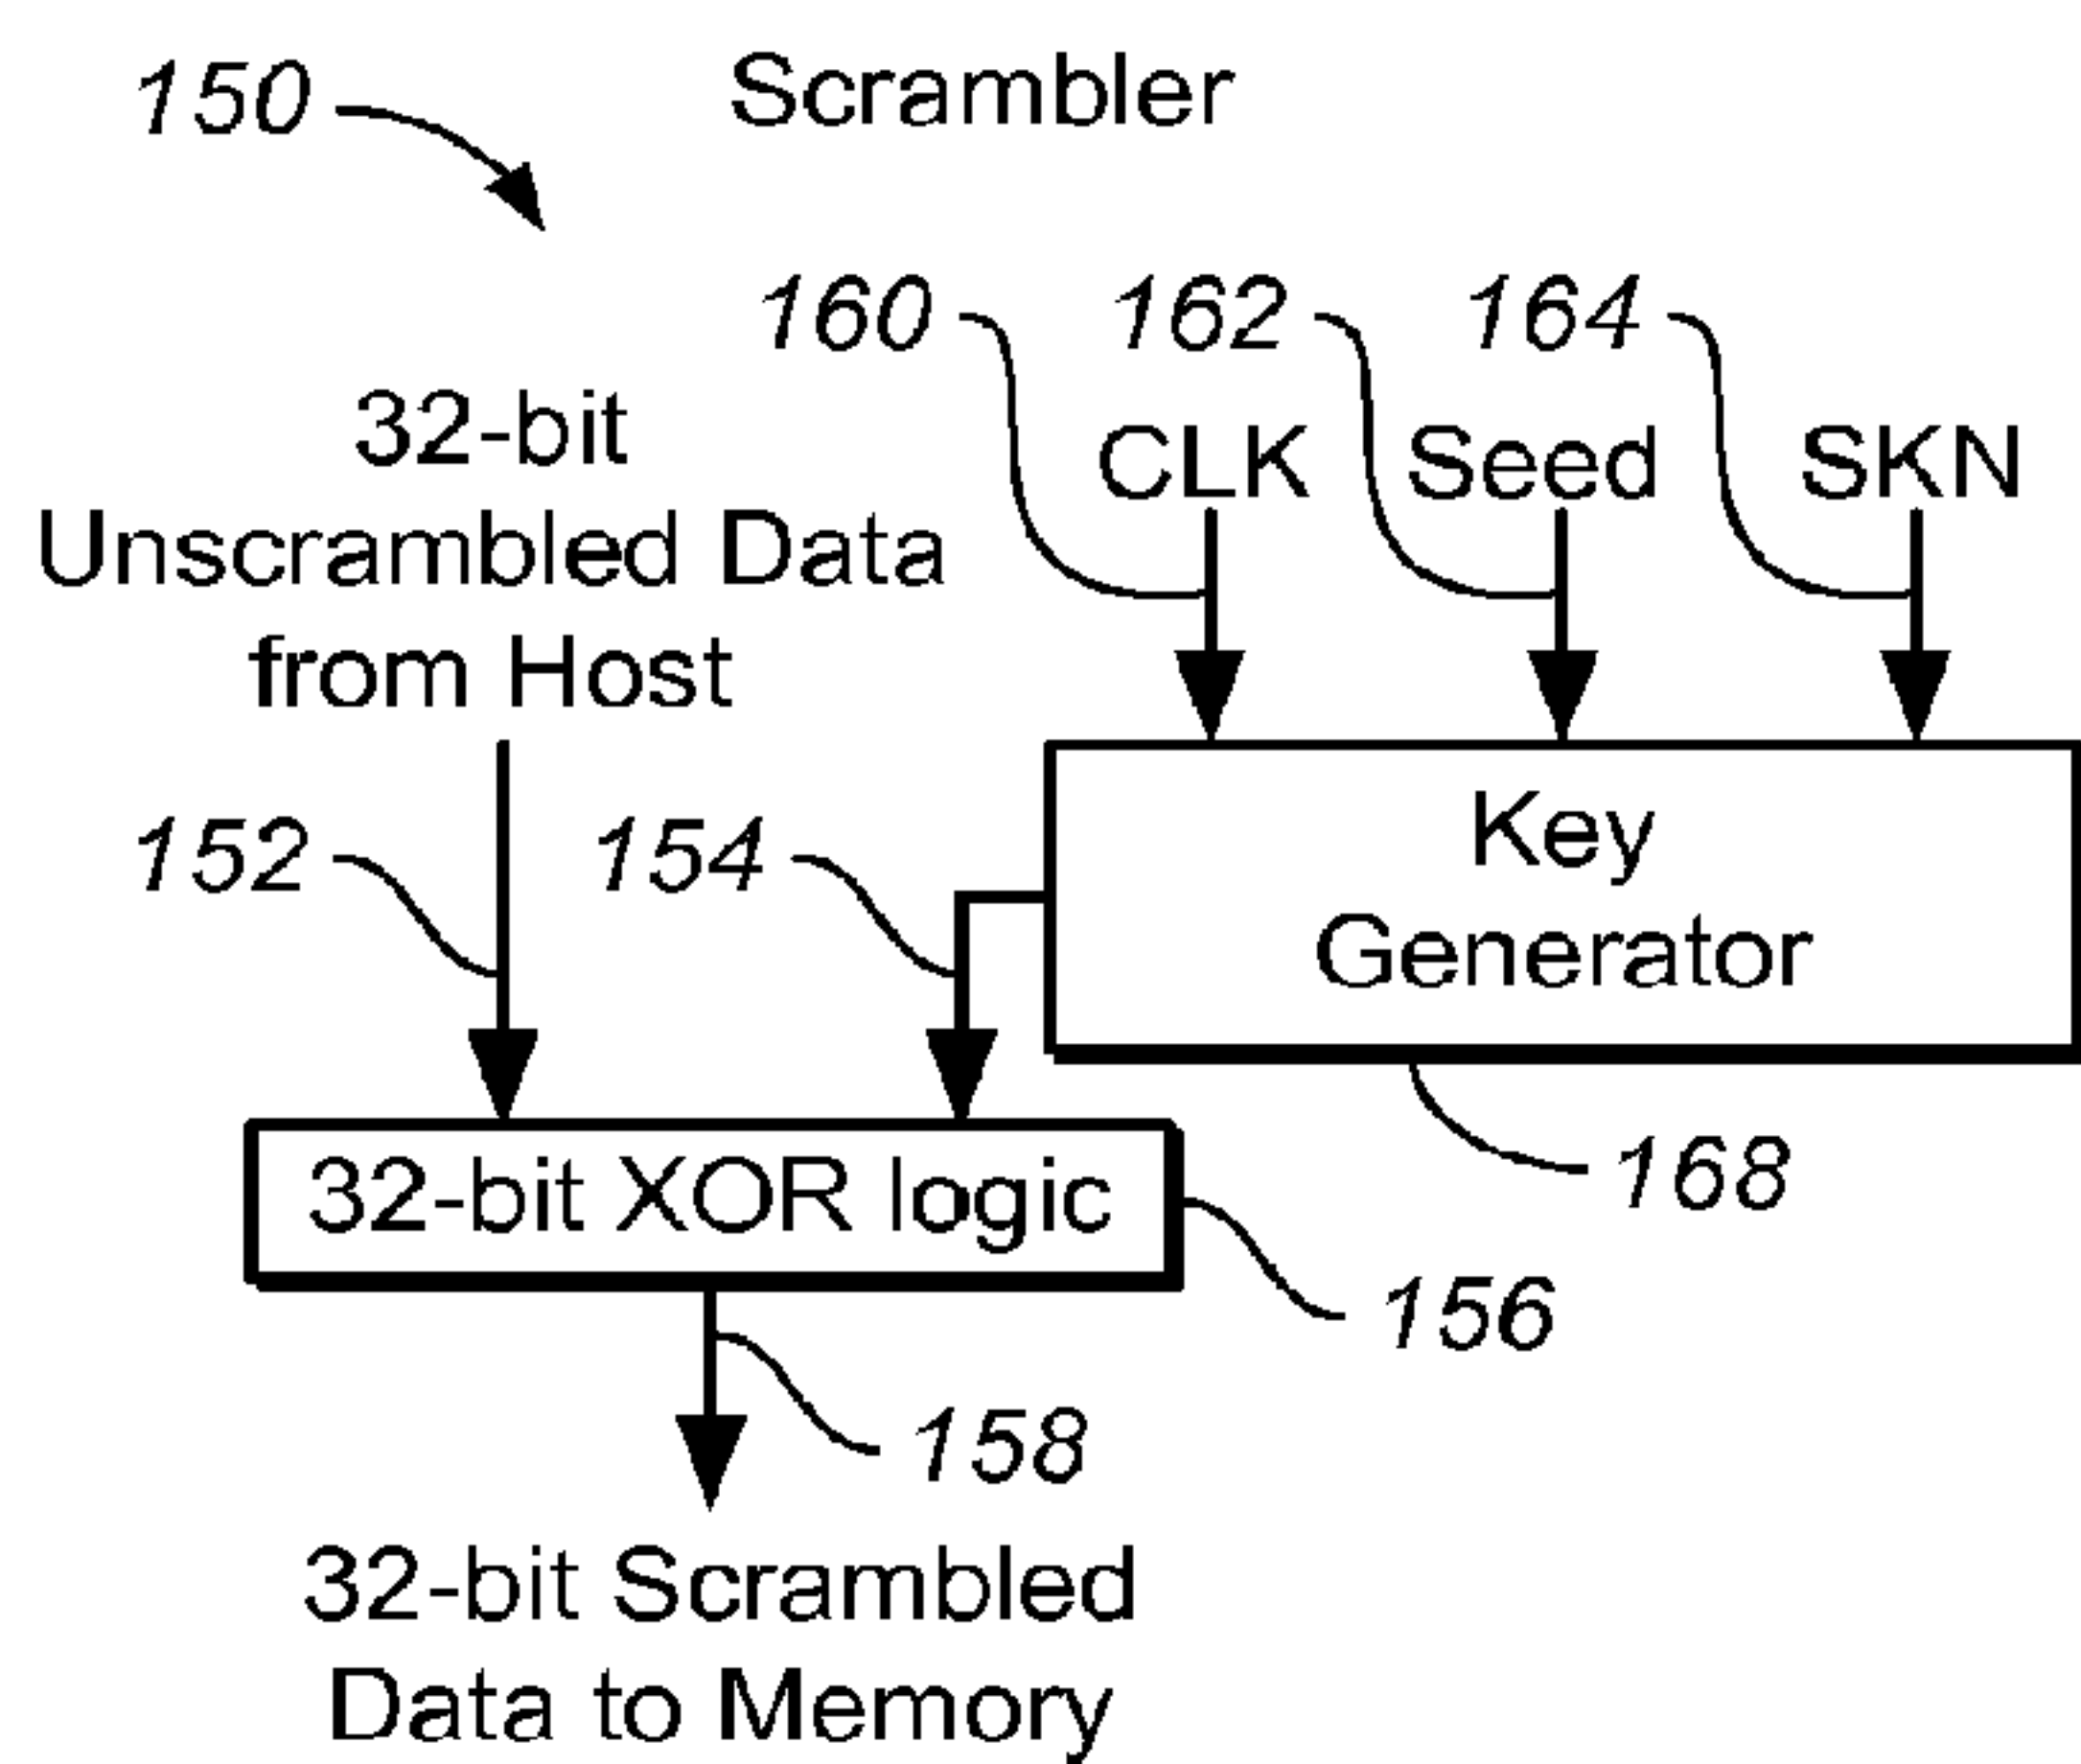 150
Scrambler
160
162
164
32-bit
Unscrambled Data
from Host
CLK
Seed
SKN
152
154
Key
Generator
168
32-bit XOR logic
156
158
32-bit Scrambled
Data to Memory